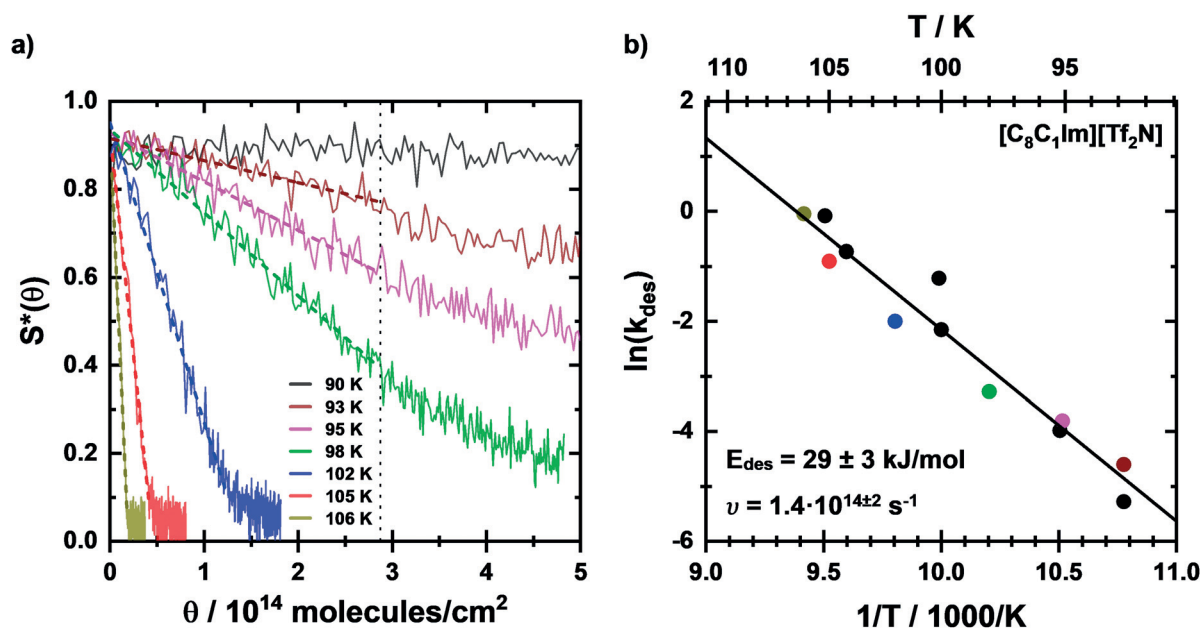 a)
S*(θ)
1.0
0.8
0.6
0.4
0.2
0.0
0 1 2 3 4 5
θ / 10¹⁴ molecules/cm²
90 K
93 K
95 K
98 K
102 K
105 K
106 K
b)
T / K
110 105 100 95
ln(k_des)
2
0
-2
-4
-6
[C₈C₁Im][Tf₂N]
E_des = 29 ± 3 kJ/mol
υ = 1.4·10¹⁴±² s⁻¹
9.0 9.5 10.0 10.5 11.0
1/T / 1000/K